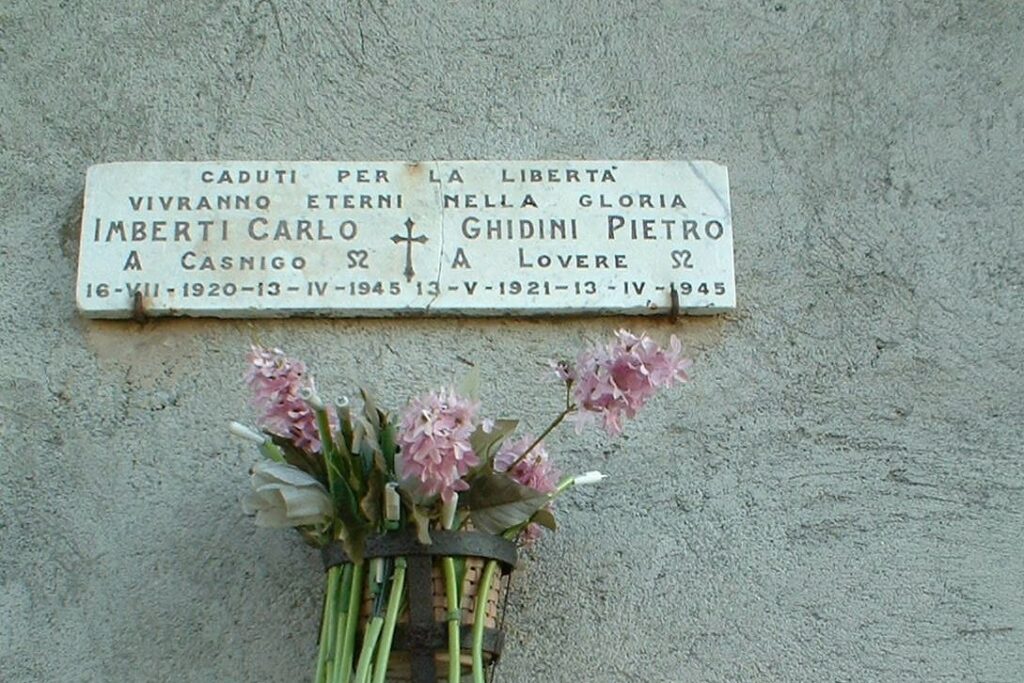 CADUTI PER LA LIBERTÀ
VIVRANNO ETERNI NELLA GLORIA
IMBERTI CARLO GHIDINI PIETRO
A CASNIGO Ω A LOVERE Ω
16-VII-1920-13-IV-1945 13-V-1921-13-IV-1945